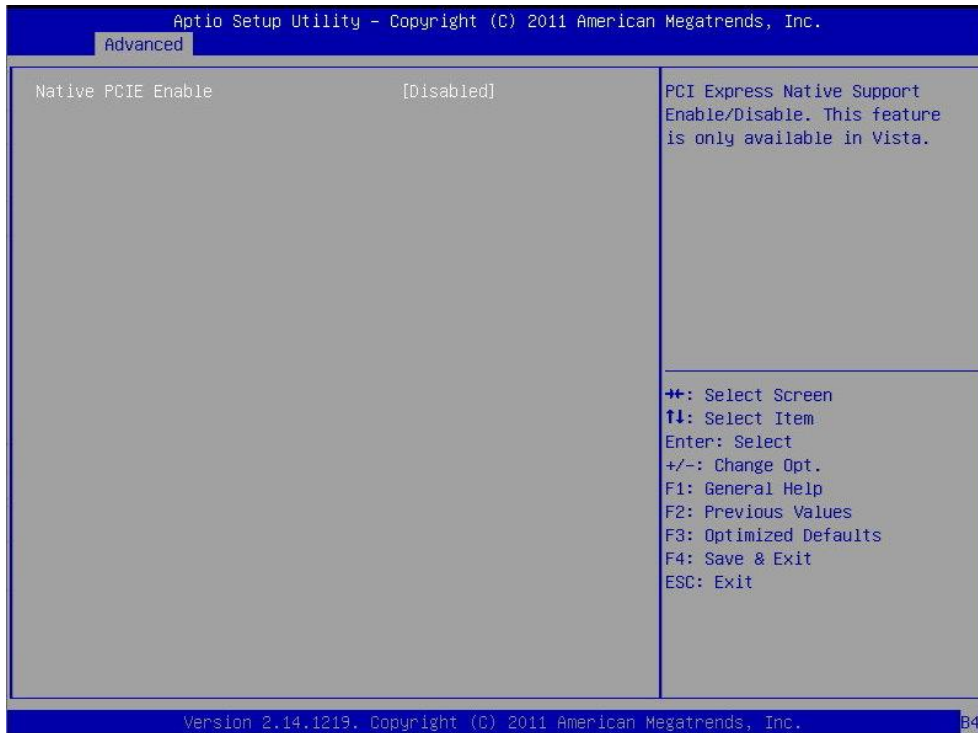 Aptio Setup Utility – Copyright (C) 2011 American Megatrends, Inc.
Advanced
Native PCIE Enable [Disabled]
PCI Express Native Support
Enable/Disable. This feature
is only available in Vista.
→←: Select Screen
↑↓: Select Item
Enter: Select
+/-: Change Opt.
F1: General Help
F2: Previous Values
F3: Optimized Defaults
F4: Save & Exit
ESC: Exit
Version 2.14.1219. Copyright (C) 2011 American Megatrends, Inc.
B4